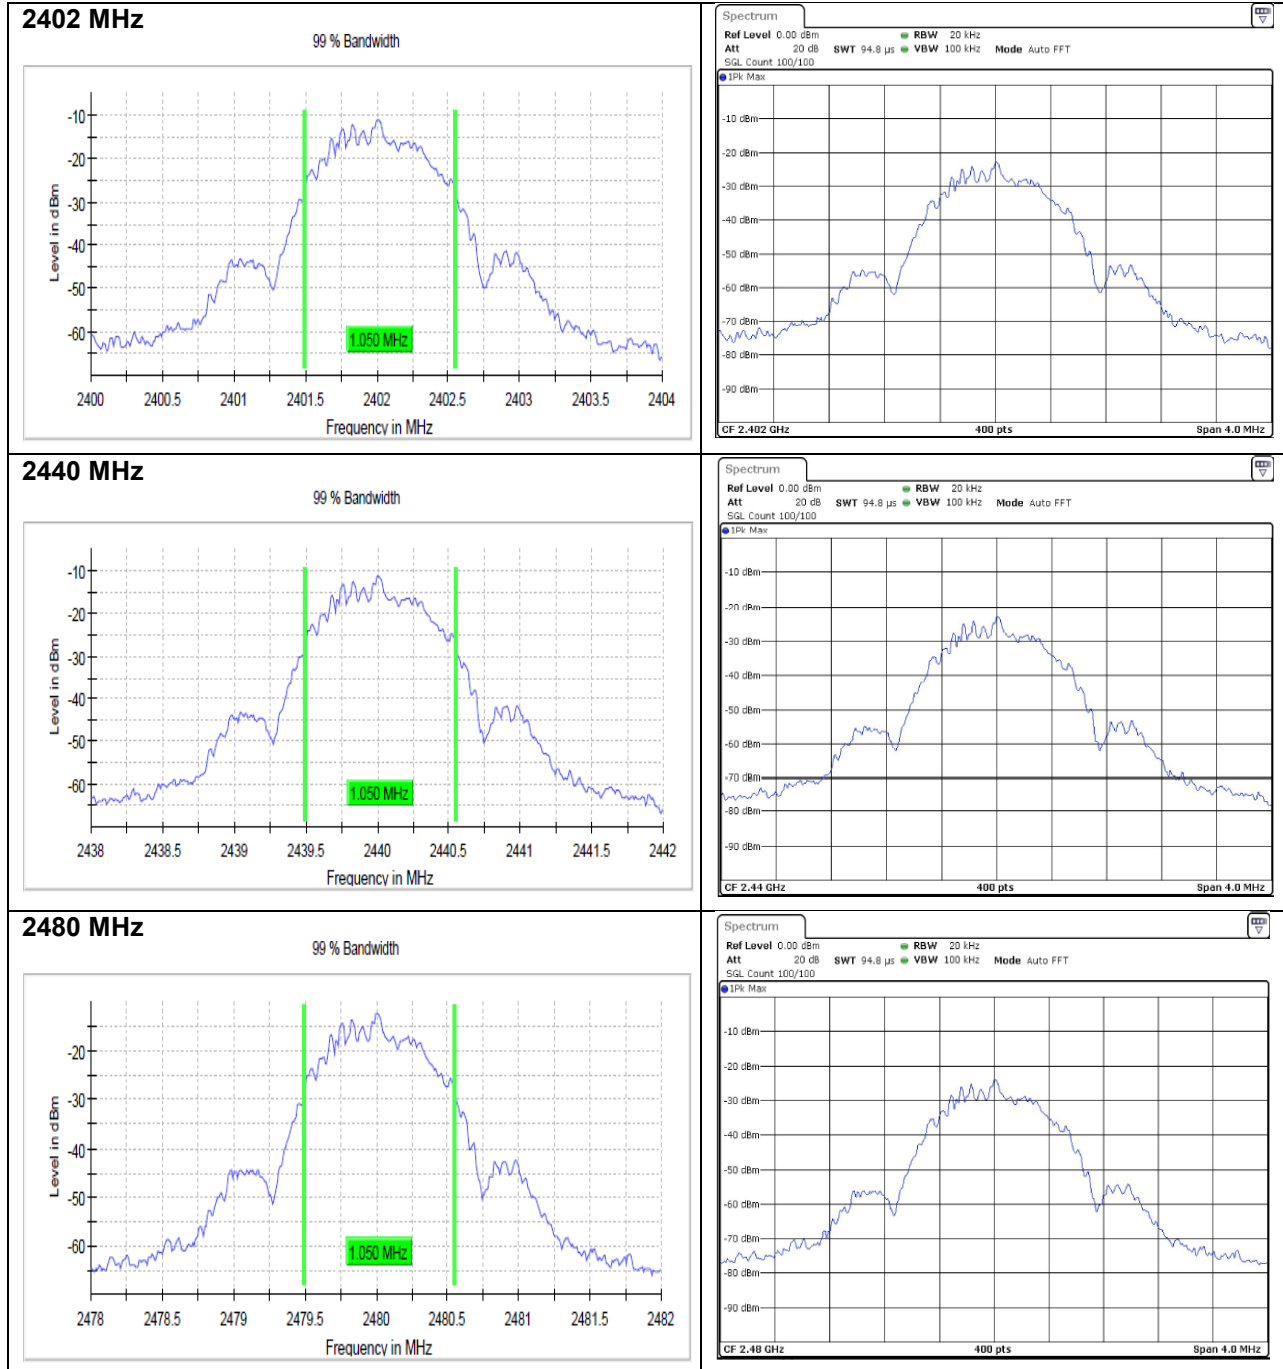 2402 MHz
99 % Bandwidth
Level in dBm
-10
-20
-30
-40
-50
-60
1.050 MHz
2400 2400.5 2401 2401.5 2402 2402.5 2403 2403.5 2404
Frequency in MHz
Spectrum
Ref Level 0.00 dBm RBW 20 kHz
Att 20 dB SWT 94.8 µs VBW 100 kHz Mode Auto FFT
SGL Count 100/100
1Pk Max
-10 dBm
-20 dBm
-30 dBm
-40 dBm
-50 dBm
-60 dBm
-70 dBm
-80 dBm
-90 dBm
CF 2.402 GHz 400 pts Span 4.0 MHz
2440 MHz
99 % Bandwidth
Level in dBm
-10
-20
-30
-40
-50
-60
1.050 MHz
2438 2438.5 2439 2439.5 2440 2440.5 2441 2441.5 2442
Frequency in MHz
Spectrum
Ref Level 0.00 dBm RBW 20 kHz
Att 20 dB SWT 94.8 µs VBW 100 kHz Mode Auto FFT
SGL Count 100/100
1Pk Max
-10 dBm
-20 dBm
-30 dBm
-40 dBm
-50 dBm
-60 dBm
-70 dBm
-80 dBm
-90 dBm
CF 2.44 GHz 400 pts Span 4.0 MHz
2480 MHz
99 % Bandwidth
Level in dBm
-20
-30
-40
-50
-60
1.050 MHz
2478 2478.5 2479 2479.5 2480 2480.5 2481 2481.5 2482
Frequency in MHz
Spectrum
Ref Level 0.00 dBm RBW 20 kHz
Att 20 dB SWT 94.8 µs VBW 100 kHz Mode Auto FFT
SGL Count 100/100
1Pk Max
-10 dBm
-20 dBm
-30 dBm
-40 dBm
-50 dBm
-60 dBm
-70 dBm
-80 dBm
-90 dBm
CF 2.48 GHz 400 pts Span 4.0 MHz